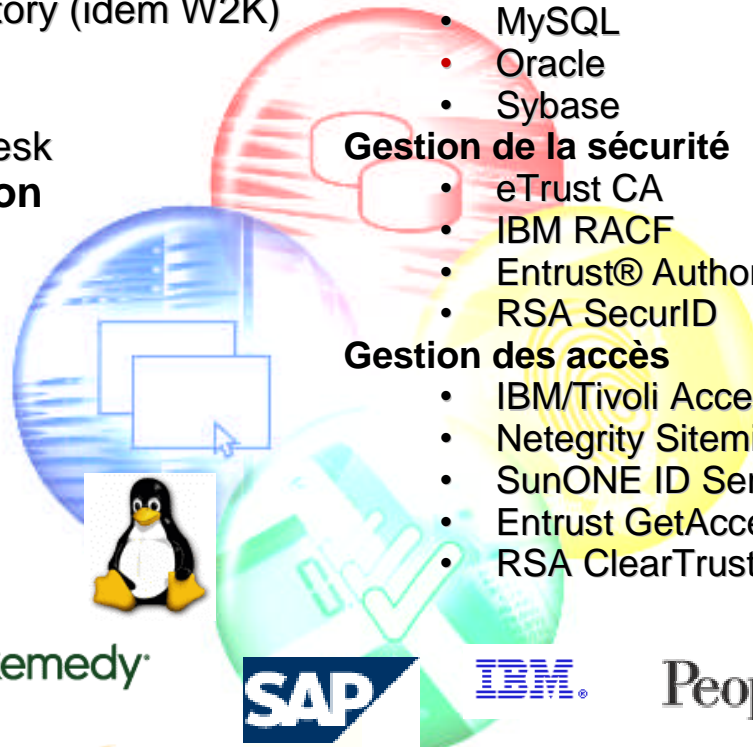 tory (idem W2K)
esk
on
• MySQL
• Oracle
• Sybase
Gestion de la sécurité
• eTrust CA
• IBM RACF
• Entrust® Author
• RSA SecurID
Gestion des accès
• IBM/Tivoli Acce
• Netegrity Sitemi
• SunONE ID Ser
• Entrust GetAcce
• RSA ClearTrust
emedy
SAP
IBM®
Peop